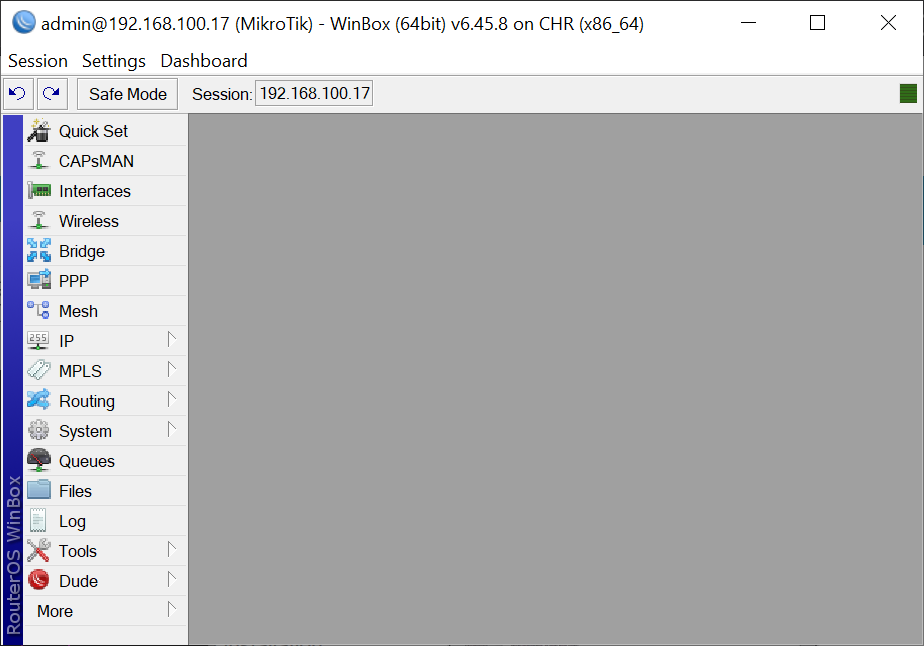 admin@192.168.100.17 (MikroTik) - WinBox (64bit) v6.45.8 on CHR (x86_64)
Session Settings Dashboard
Safe Mode Session: 192.168.100.17
Quick Set
CAPsMAN
Interfaces
Wireless
Bridge
PPP
Mesh
255
IP
MPLS
Routing
System
Queues
Files
Log
Tools
Dude
More
RouterOS WinBox